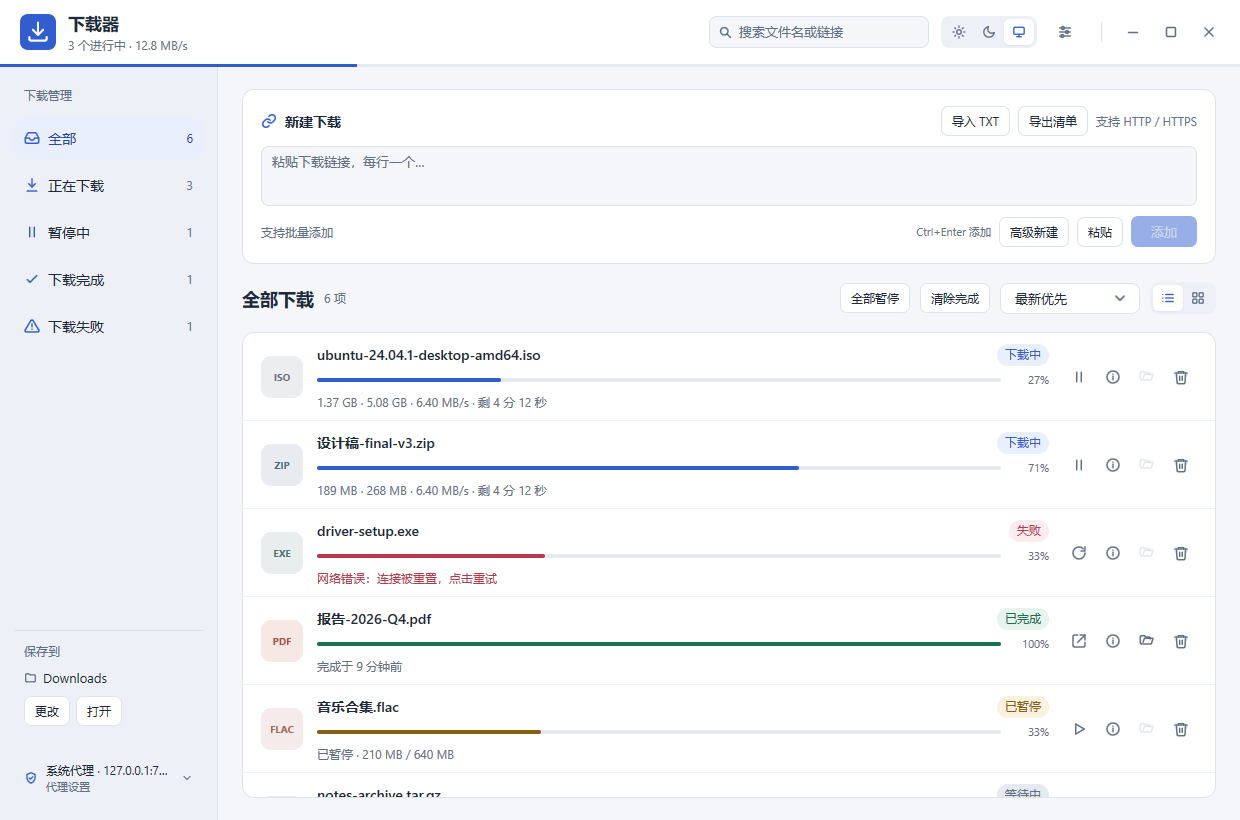 下载器
3 个进行中 · 12.8 MB/s
搜索文件名或链接
下载管理
全部 6
正在下载 3
暂停中 1
下载完成 1
下载失败 1
保存到
Downloads
更改 打开
系统代理 · 127.0.0.1:7...
代理设置
新建下载
导入 TXT 导出清单 支持 HTTP / HTTPS
粘贴下载链接，每行一个...
支持批量添加
Ctrl+Enter 添加 高级新建 粘贴 添加
全部下载 6 项
全部暂停 清除完成 最新优先
ISO
ubuntu-24.04.1-desktop-amd64.iso 下载中
27%
1.37 GB · 5.08 GB · 6.40 MB/s · 剩 4 分 12 秒
ZIP
设计稿-final-v3.zip 下载中
71%
189 MB · 268 MB · 6.40 MB/s · 剩 4 分 12 秒
EXE
driver-setup.exe 失败
33%
网络错误：连接被重置，点击重试
PDF
报告-2026-Q4.pdf 已完成
100%
完成于 9 分钟前
FLAC
音乐合集.flac 已暂停
33%
已暂停 · 210 MB / 640 MB
notes-archive.tar.gz 等待中